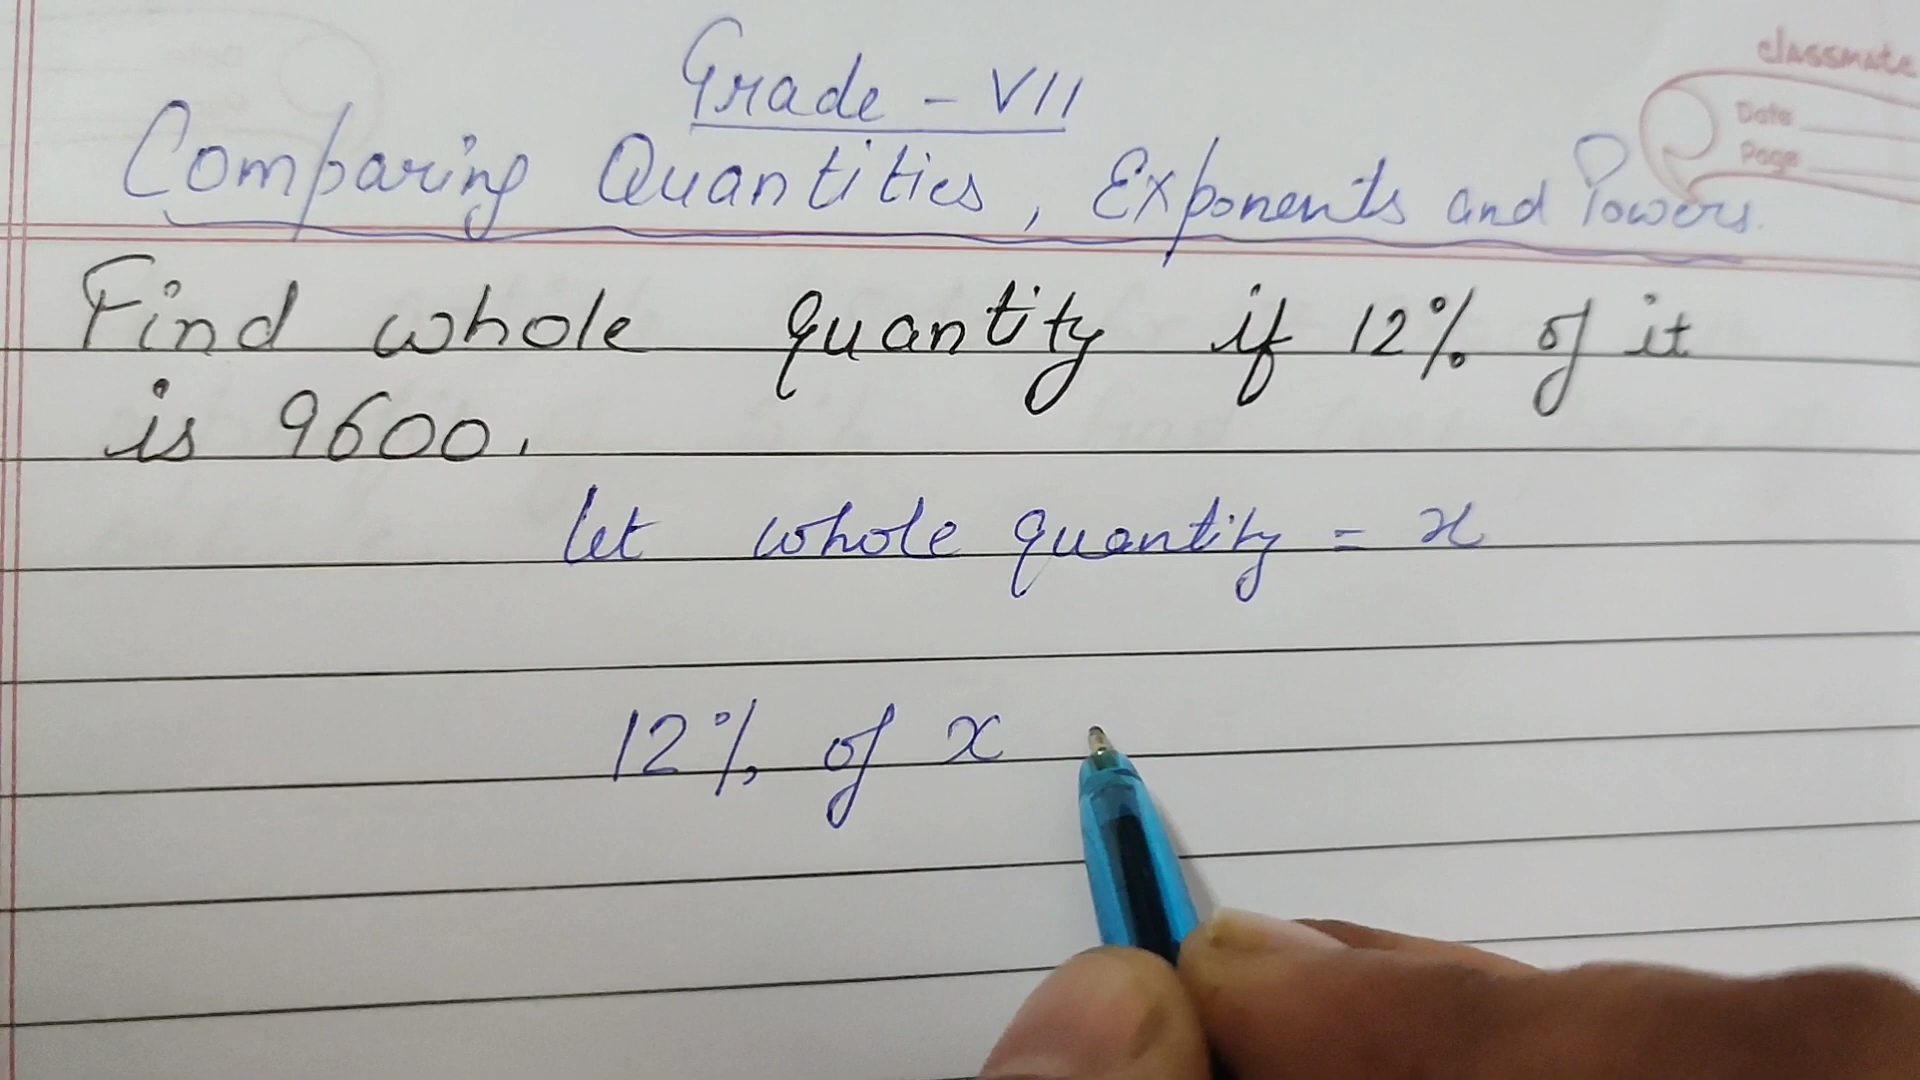 classmate
Date
Page
Grade - VII
Comparing Quantities, Exponents and Powers.
Find whole quantity if 12% of it
is 9600.
let whole quantity = x
12% of x